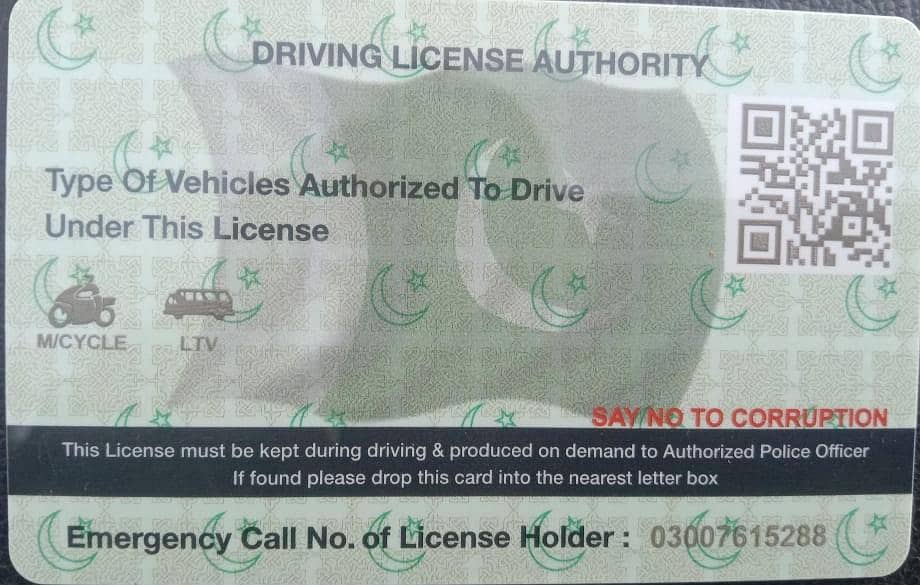 DRIVING LICENSE AUTHORITY
Type Of Vehicles Authorized To Drive
Under This License
M/CYCLE LTV
SAY NO TO CORRUPTION
This License must be kept during driving & produced on demand to Authorized Police Officer
If found please drop this card into the nearest letter box
Emergency Call No. of License Holder : 03007615288